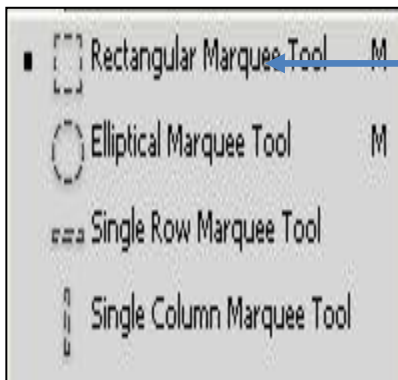 Rectangular Marquee Tool M
Elliptical Marquee Tool M
Single Row Marquee Tool
Single Column Marquee Tool